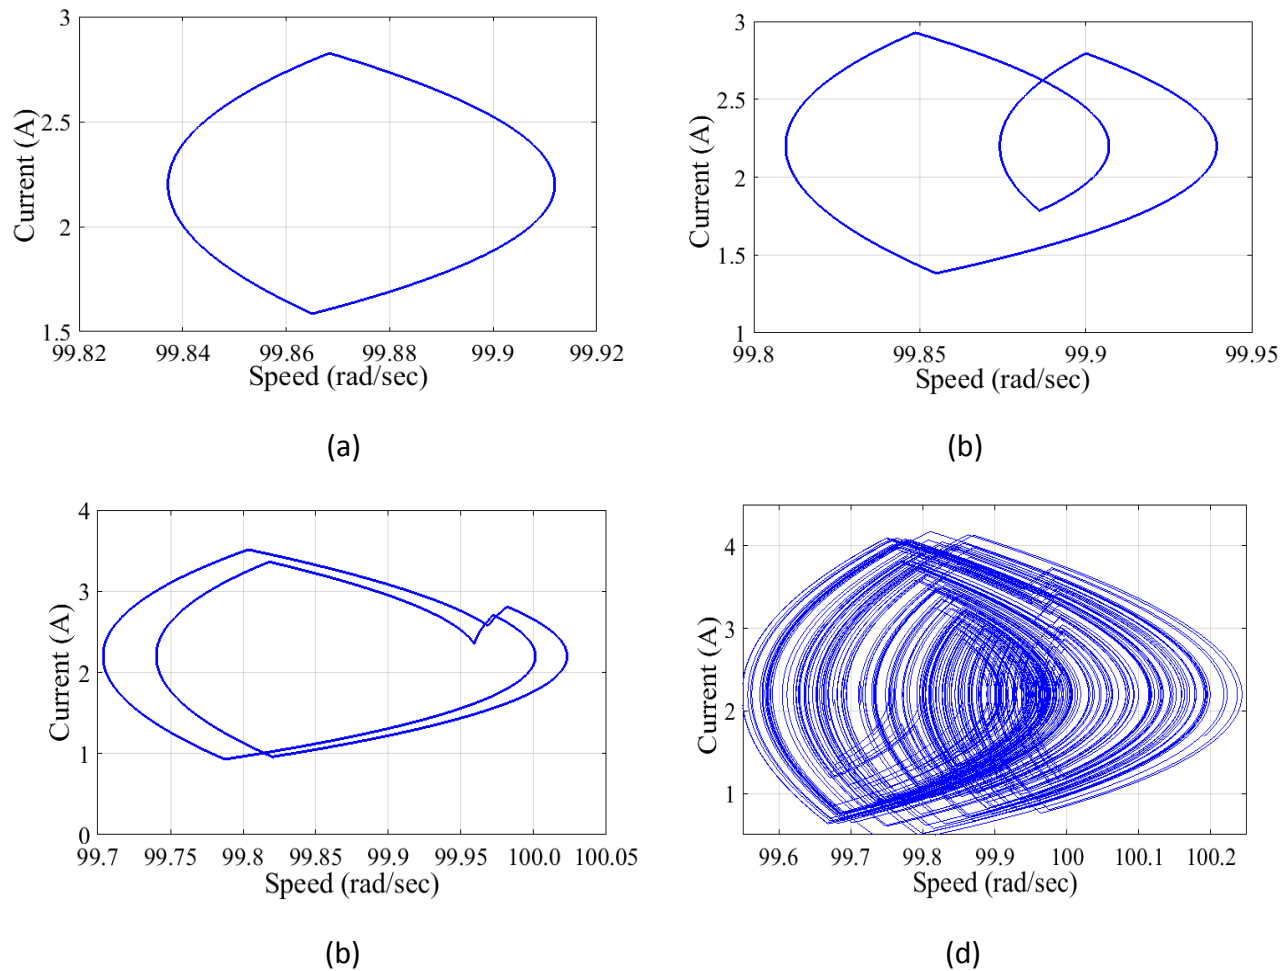 3
2.5
2
1.5
Current (A)
99.82 99.84 99.86 99.88 99.9 99.92
Speed (rad/sec)
(a)
3
2.5
2
1.5
1
Current (A)
99.8 99.85 99.9 99.95
Speed (rad/sec)
(b)
4
3
2
1
0
Current (A)
99.7 99.75 99.8 99.85 99.9 99.95 100.0 100.05
Speed (rad/sec)
(b)
4
3
2
1
Current (A)
99.6 99.7 99.8 99.9 100 100.1 100.2
Speed (rad/sec)
(d)